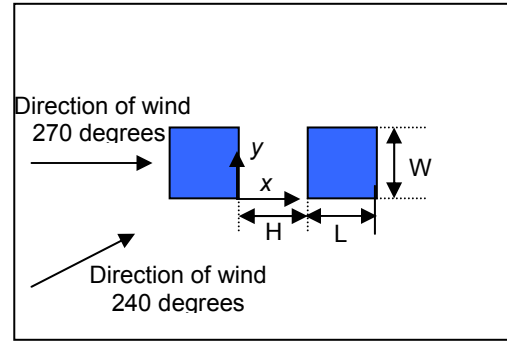 Direction of wind
270 degrees
y
x
W
H
L
Direction of wind
240 degrees